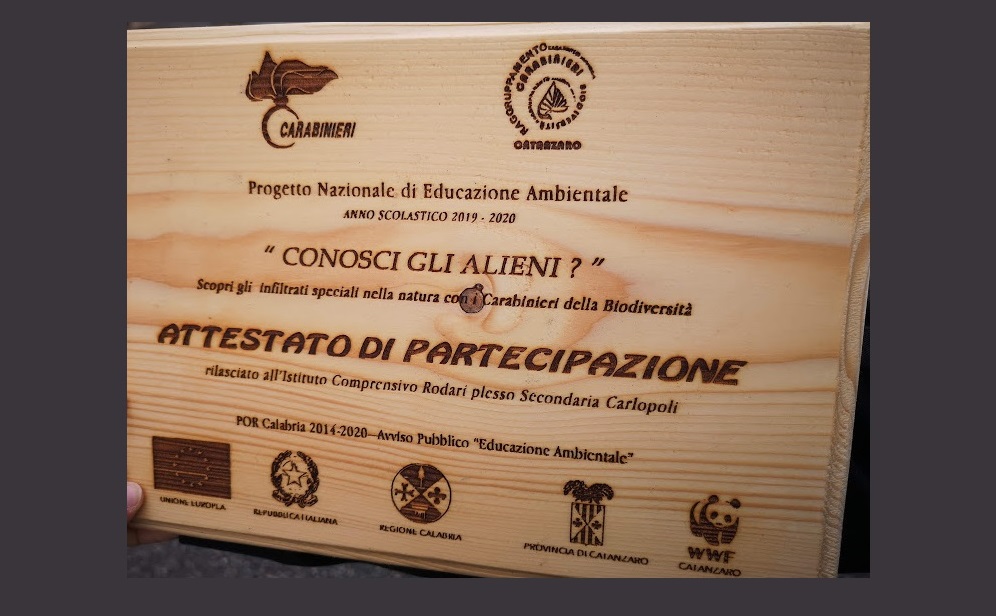 CARABINIERI
RAGGRUPPAMENTO CARABINIERI BIODIVERSITÀ
CATANZARO
Progetto Nazionale di Educazione Ambientale
ANNO SCOLASTICO 2019 - 2020
“ CONOSCI GLI ALIENI ? ”
Scopri gli infiltrati speciali nella natura con i Carabinieri della Biodiversità
ATTESTATO DI PARTECIPAZIONE
rilasciato all'Istituto Comprensivo Rodari plesso Secondaria Carlopoli
POR Calabria 2014-2020–Avviso Pubblico "Educazione Ambientale"
UNIONE EUROPEA
REPUBBLICA ITALIANA
REGIONE CALABRIA
PROVINCIA DI CATANZARO
WWF
CATANZARO